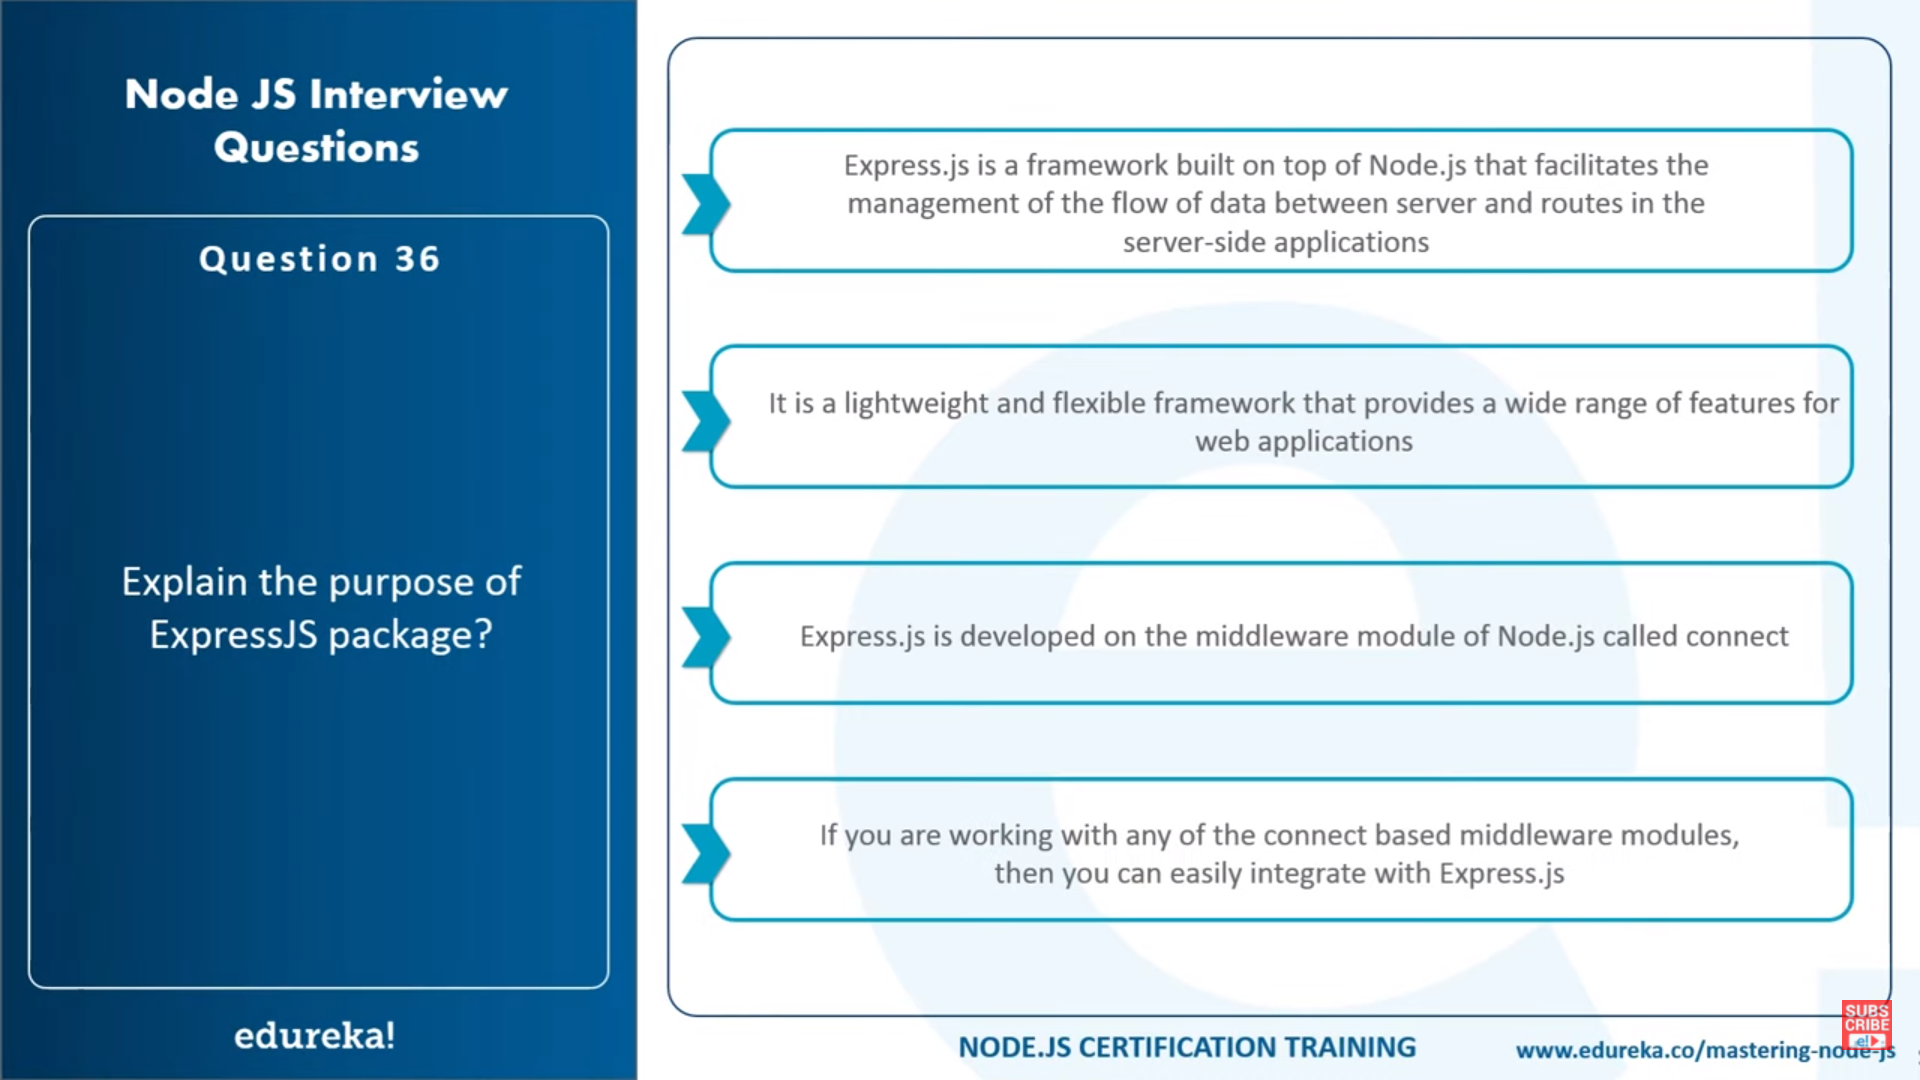 Node JS Interview
Questions
Question 36
Explain the purpose of
ExpressJS package?
edureka!
Express.js is a framework built on top of Node.js that facilitates the
management of the flow of data between server and routes in the
server-side applications
It is a lightweight and flexible framework that provides a wide range of features for
web applications
Express.js is developed on the middleware module of Node.js called connect
If you are working with any of the connect based middleware modules,
then you can easily integrate with Express.js
NODE.JS CERTIFICATION TRAINING
www.edureka.co/mastering-node-js
SUBS
CRIBE
e!